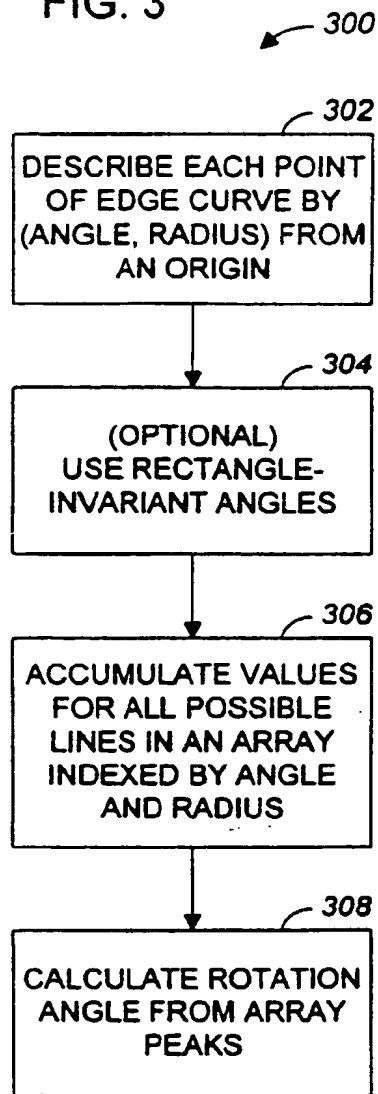 FIG. 3
300
302
DESCRIBE EACH POINT
OF EDGE CURVE BY
(ANGLE, RADIUS) FROM
AN ORIGIN
304
(OPTIONAL)
USE RECTANGLE-
INVARIANT ANGLES
306
ACCUMULATE VALUES
FOR ALL POSSIBLE
LINES IN AN ARRAY
INDEXED BY ANGLE
AND RADIUS
308
CALCULATE ROTATION
ANGLE FROM ARRAY
PEAKS